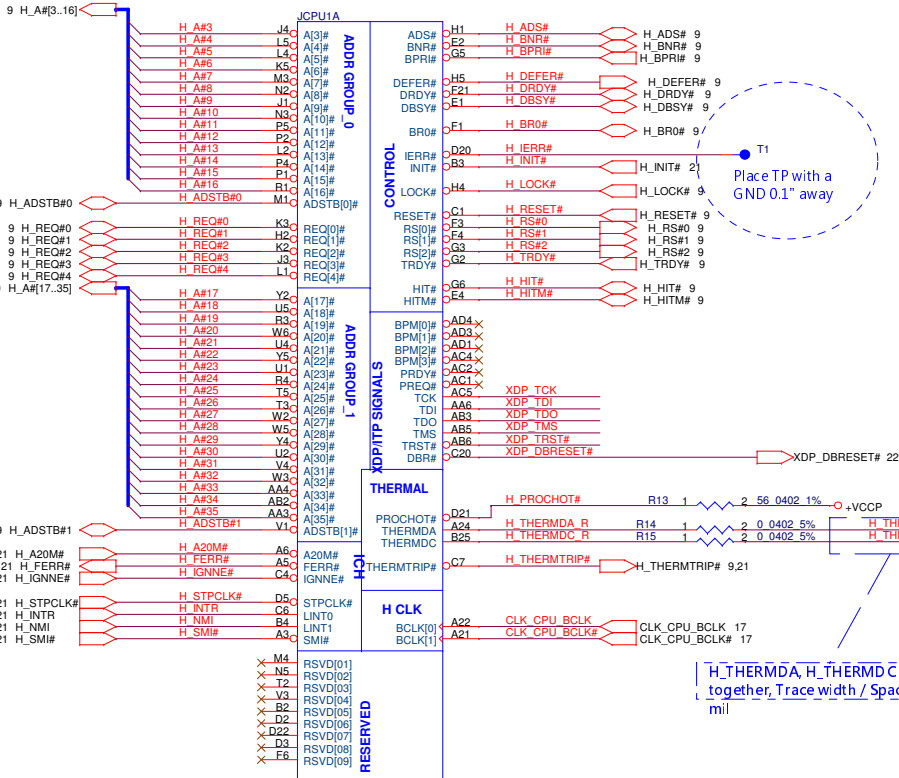 JCPU1A
9 H_A#[3..16]
H_A#3 J4 A[3]#
H_A#4 L5 A[4]#
H_A#5 L4 A[5]#
H_A#6 K5 A[6]#
H_A#7 M3 A[7]#
H_A#8 N2 A[8]#
H_A#9 J1 A[9]#
H_A#10 N3 A[10]#
H_A#11 P5 A[11]#
H_A#12 P2 A[12]#
H_A#13 L2 A[13]#
H_A#14 P4 A[14]#
H_A#15 P1 A[15]#
H_A#16 R1 A[16]#
9 H_ADSTB#0 H_ADSTB#0 M1 ADSTB[0]#
ADDR GROUP_0
9 H_REQ#0 H_REQ#0 K3 REQ[0]#
9 H_REQ#1 H_REQ#1 H2 REQ[1]#
9 H_REQ#2 H_REQ#2 K2 REQ[2]#
9 H_REQ#3 H_REQ#3 J3 REQ[3]#
9 H_REQ#4 H_REQ#4 L1 REQ[4]#
H_A#[17..35]
H_A#17 Y2 A[17]#
H_A#18 U5 A[18]#
H_A#19 R3 A[19]#
H_A#20 W6 A[20]#
H_A#21 U4 A[21]#
H_A#22 Y5 A[22]#
H_A#23 U1 A[23]#
H_A#24 R4 A[24]#
H_A#25 T5 A[25]#
H_A#26 T3 A[26]#
H_A#27 W2 A[27]#
H_A#28 W5 A[28]#
H_A#29 Y4 A[29]#
H_A#30 U2 A[30]#
H_A#31 V4 A[31]#
H_A#32 W3 A[32]#
H_A#33 AA4 A[33]#
H_A#34 AB2 A[34]#
H_A#35 AA3 A[35]#
9 H_ADSTB#1 H_ADSTB#1 V1 ADSTB[1]#
ADDR GROUP_1
21 H_A20M# H_A20M# A6 A20M#
21 H_FERR# H_FERR# A5 FERR#
21 H_IGNNE# H_IGNNE# C4 IGNNE#
21 H_STPCLK# H_STPCLK# D5 STPCLK#
21 H_INTR H_INTR C6 LINT0
21 H_NMI H_NMI B4 LINT1
21 H_SMI# H_SMI# A3 SMI#
ICH
M4 RSVD[01]
N5 RSVD[02]
T2 RSVD[03]
V3 RSVD[04]
B2 RSVD[05]
D2 RSVD[06]
D22 RSVD[07]
D3 RSVD[08]
F6 RSVD[09]
RESERVED
CONTROL
ADS# H1 H_ADS# H_ADS# 9
BNR# E2 H_BNR# H_BNR# 9
BPRI# G5 H_BPRI# H_BPRI# 9
DEFER# H5 H_DEFER# H_DEFER# 9
DRDY# F21 H_DRDY# H_DRDY# 9
DBSY# E1 H_DBSY# H_DBSY# 9
BR0# F1 H_BR0# H_BR0# 9
IERR# D20 H_IERR# T1
INIT# B3 H_INIT# H_INIT# 21
LOCK# H4 H_LOCK# H_LOCK# 9
RESET# C1 H_RESET# H_RESET# 9
RS[0]# F3 H_RS#0 H_RS#0 9
RS[1]# F4 H_RS#1 H_RS#1 9
RS[2]# G3 H_RS#2 H_RS#2 9
TRDY# G2 H_TRDY# H_TRDY# 9
HIT# G6 H_HIT# H_HIT# 9
HITM# E4 H_HITM# H_HITM# 9
Place TP with a
GND 0.1" away
XDP/ITP SIGNALS
BPM[0]# AD4
BPM[1]# AD3
BPM[2]# AD1
BPM[3]# AC4
PRDY# AC2
PREQ# AC1
TCK AC5 XDP_TCK
TDI AA6 XDP_TDI
TDO AB3 XDP_TDO
TMS AB5 XDP_TMS
TRST# AB6 XDP_TRST#
DBR# C20 XDP_DBRESET# XDP_DBRESET# 22
THERMAL
PROCHOT# D21 H_PROCHOT# R13 1 2 56_0402_1% +VCCP
THERMDA A24 H_THERMDA_R R14 1 2 0_0402_5%
THERMDC B25 H_THERMDC_R R15 1 2 0_0402_5%
THERMTRIP# C7 H_THERMTRIP# H_THERMTRIP# 9,21
H CLK
BCLK[0] A22 CLK_CPU_BCLK CLK_CPU_BCLK 17
BCLK[1] A21 CLK_CPU_BCLK# CLK_CPU_BCLK# 17
H_THERMDA, H_THERMDC
together, Trace width / Spac
mil